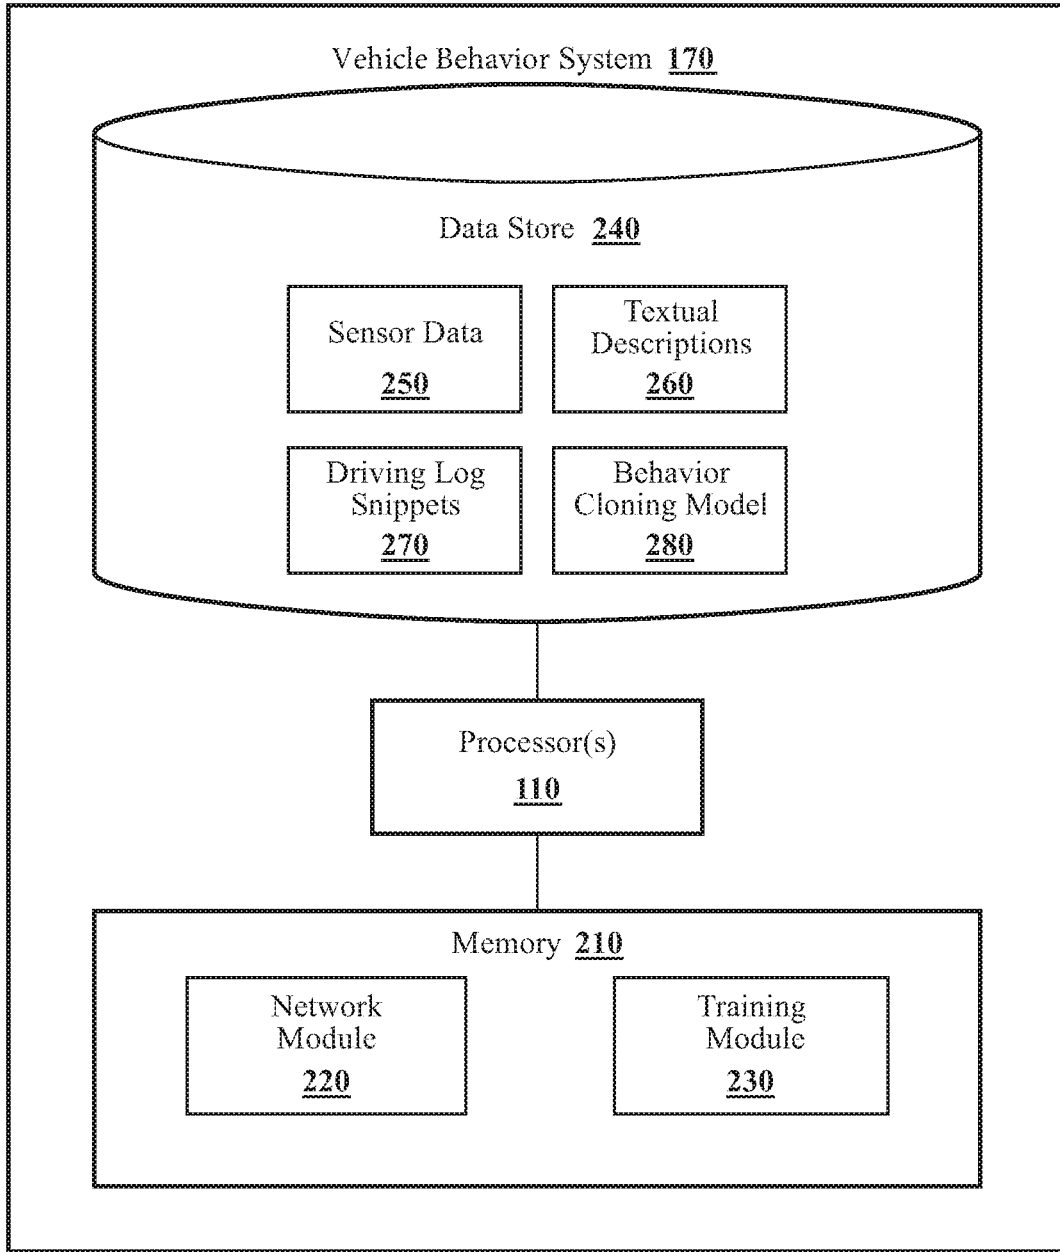 Vehicle Behavior System 170
Data Store 240
Sensor Data
250
Textual
Descriptions
260
Driving Log
Snippets
270
Behavior
Cloning Model
280
Processor(s)
110
Memory 210
Network
Module
220
Training
Module
230